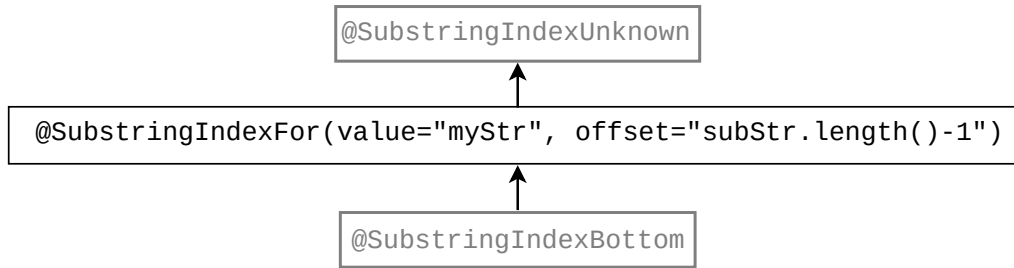 @SubstringIndexUnknown
@SubstringIndexFor(value="myStr", offset="subStr.length()-1")
@SubstringIndexBottom